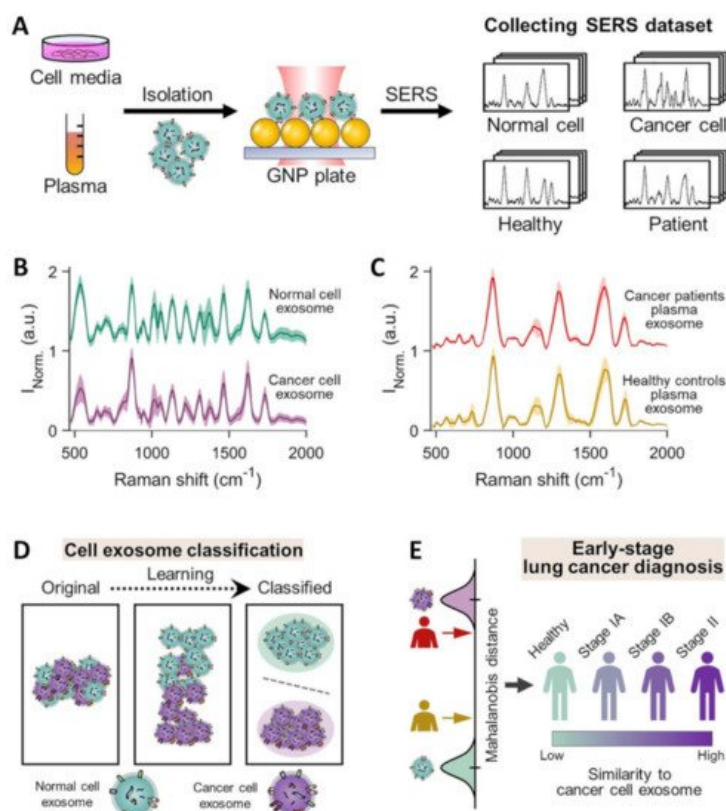 A
Collecting SERS dataset
Cell media
Isolation
SERS
Plasma
GNP plate
Normal cell
Cancer cell
Healthy
Patient
B
2
1
0
I Norm. (a.u.)
Normal cell
exosome
Cancer cell
exosome
500
1000
1500
2000
Raman shift (cm⁻¹)
C
2
1
0
I Norm. (a.u.)
Cancer patients
plasma
exosome
Healthy controls
plasma
exosome
500
1000
1500
2000
Raman shift (cm⁻¹)
D
Cell exosome classification
Original
Learning
Classified
Normal cell
exosome
Cancer cell
exosome
E
Early-stage
lung cancer diagnosis
Mahalanobis distance
Healthy
Stage IA
Stage IB
Stage II
Low
High
Similarity to
cancer cell exosome